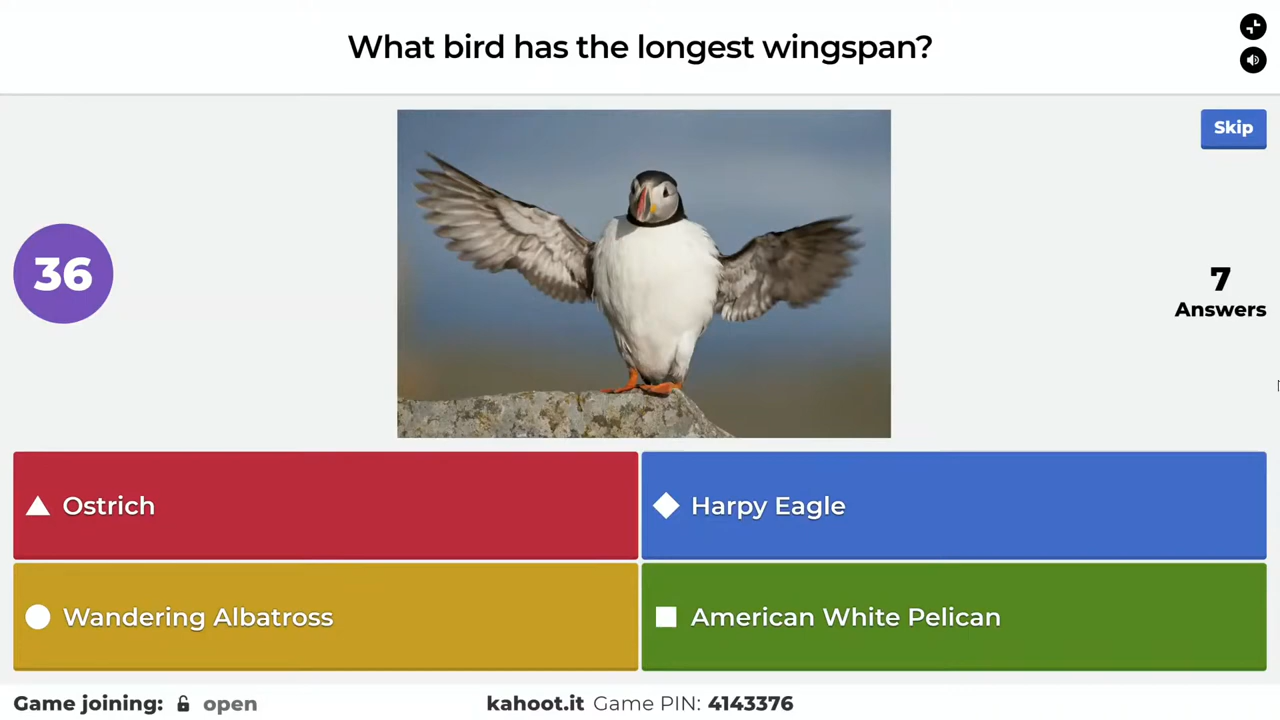 What bird has the longest wingspan?
Skip
36
7
Answers
Ostrich
Harpy Eagle
Wandering Albatross
American White Pelican
Game joining: open
kahoot.it Game PIN: 4143376